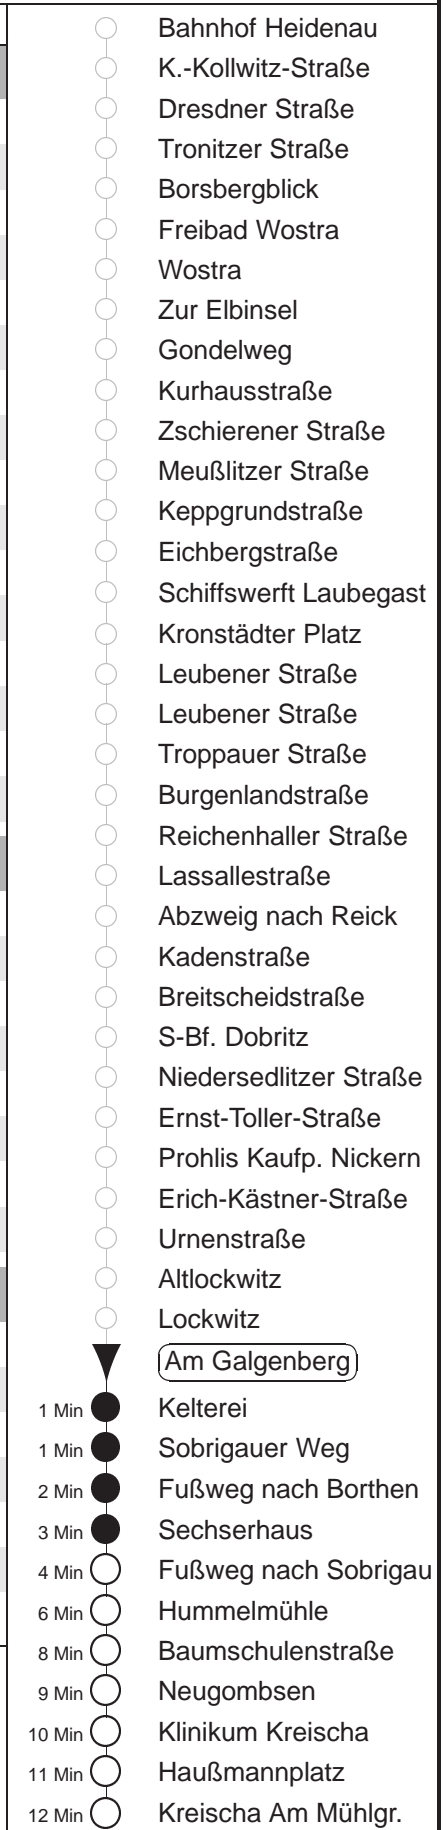 Bahnhof Heidenau
K.-Kollwitz-Straße
Dresdner Straße
Tronitzer Straße
Borsbergblick
Freibad Wostra
Wostra
Zur Elbinsel
Gondelweg
Kurhausstraße
Zschierener Straße
Meußlitzer Straße
Keppgrundstraße
Eichbergstraße
Schiffswerft Laubegast
Kronstädter Platz
Leubener Straße
Leubener Straße
Troppauer Straße
Burgenlandstraße
Reichenhaller Straße
Lassallestraße
Abzweig nach Reick
Kadenstraße
Breitscheidstraße
S-Bf. Dobritz
Niedersedlitzer Straße
Ernst-Toller-Straße
Prohlis Kaufp. Nickern
Erich-Kästner-Straße
Urnenstraße
Altlockwitz
Lockwitz
Am Galgenberg
1 Min Kelterei
1 Min Sobrigauer Weg
2 Min Fußweg nach Borthen
3 Min Sechserhaus
4 Min Fußweg nach Sobrigau
6 Min Hummelmühle
8 Min Baumschulenstraße
9 Min Neugombsen
10 Min Klinikum Kreischa
11 Min Haußmannplatz
12 Min Kreischa Am Mühlgr.